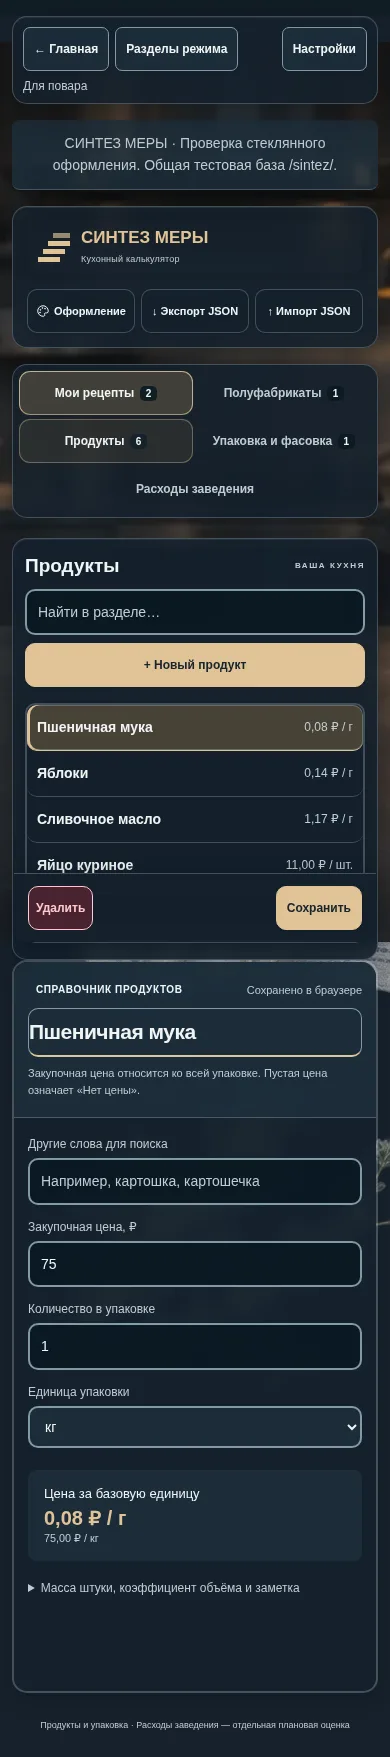 ← Главная
Разделы режима
Настройки
Для повара
СИНТЕЗ МЕРЫ · Проверка стеклянного
оформления. Общая тестовая база /sintez/.
СИНТЕЗ МЕРЫ
Кухонный калькулятор
Оформление
↓ Экспорт JSON
↑ Импорт JSON
Мои рецепты 2
Полуфабрикаты 1
Продукты 6
Упаковка и фасовка 1
Расходы заведения
Продукты
ВАША КУХНЯ
Найти в разделе…
+ Новый продукт
Пшеничная мука 0,08 ₽ / г
Яблоки 0,14 ₽ / г
Сливочное масло 1,17 ₽ / г
Яйцо куриное 11,00 ₽ / шт.
Удалить
Сохранить
СПРАВОЧНИК ПРОДУКТОВ
Сохранено в браузере
Пшеничная мука
Закупочная цена относится ко всей упаковке. Пустая цена
означает «Нет цены».
Другие слова для поиска
Например, картошка, картошечка
Закупочная цена, ₽
75
Количество в упаковке
1
Единица упаковки
кг
Цена за базовую единицу
0,08 ₽ / г
75,00 ₽ / кг
Масса штуки, коэффициент объёма и заметка
Продукты и упаковка · Расходы заведения — отдельная плановая оценка